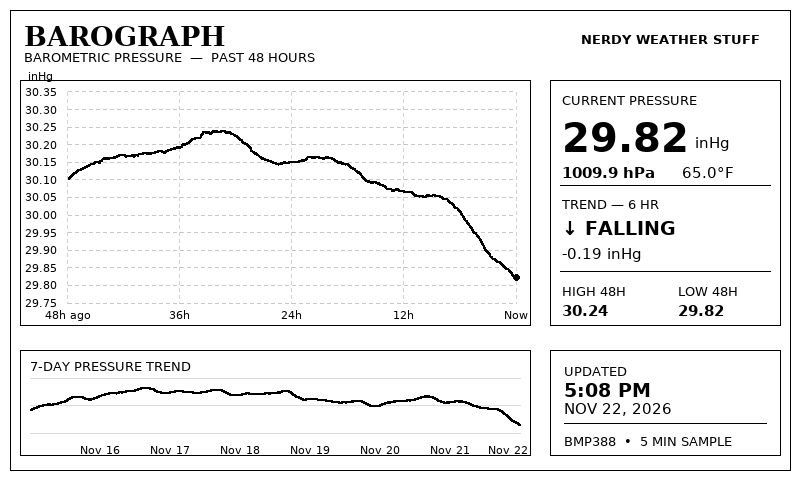 BAROGRAPH
BAROMETRIC PRESSURE — PAST 48 HOURS
NERDY WEATHER STUFF
inHg
30.35
30.30
30.25
30.20
30.15
30.10
30.05
30.00
29.95
29.90
29.85
29.80
29.75
48h ago 36h 24h 12h Now
CURRENT PRESSURE
29.82 inHg
1009.9 hPa 65.0°F
TREND — 6 HR
↓ FALLING
-0.19 inHg
HIGH 48H LOW 48H
30.24 29.82
7-DAY PRESSURE TREND
Nov 16 Nov 17 Nov 18 Nov 19 Nov 20 Nov 21 Nov 22
UPDATED
5:08 PM
NOV 22, 2026
BMP388 • 5 MIN SAMPLE